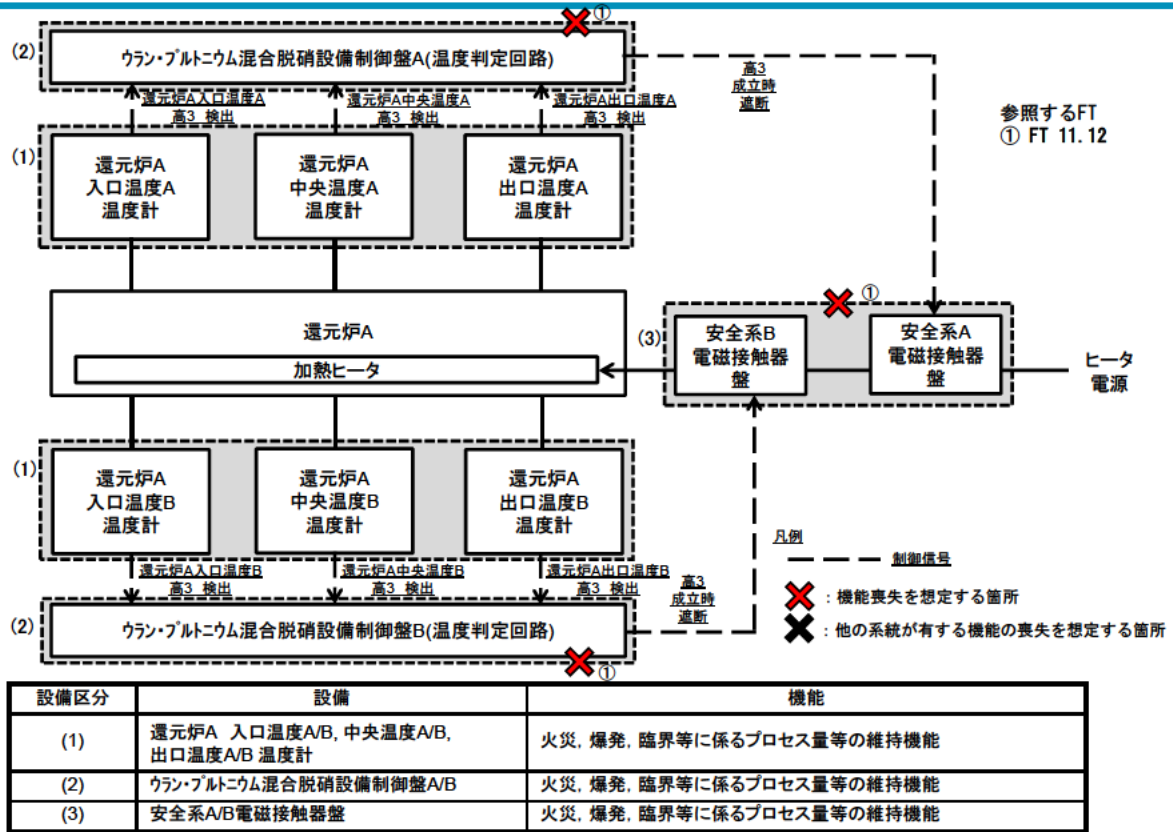 ①
(2)
ウラン・プルトニウム混合脱硝設備制御盤A(温度判定回路)
高3
成立時
遮断
還元炉A入口温度A
高3 検出
還元炉A中央温度A
高3 検出
還元炉A出口温度A
高3 検出
参照するFT
① FT 11.12
(1)
還元炉A
入口温度A
温度計
還元炉A
中央温度A
温度計
還元炉A
出口温度A
温度計
①
還元炉A
加熱ヒータ
(3)
安全系B
電磁接触器
盤
安全系A
電磁接触器
盤
ヒータ
電源
(1)
還元炉A
入口温度B
温度計
還元炉A
中央温度B
温度計
還元炉A
出口温度B
温度計
還元炉A入口温度B
高3 検出
還元炉A中央温度B
高3 検出
還元炉A出口温度B
高3 検出
高3
成立時
遮断
(2)
ウラン・プルトニウム混合脱硝設備制御盤B(温度判定回路)
①
凡例
制御信号
:機能喪失を想定する箇所
:他の系統が有する機能の喪失を想定する箇所
設備区分 設備 機能
(1) 還元炉A 入口温度A/B, 中央温度A/B,
出口温度A/B 温度計 火災, 爆発, 臨界等に係るプロセス量等の維持機能
(2) ウラン・プルトニウム混合脱硝設備制御盤A/B 火災, 爆発, 臨界等に係るプロセス量等の維持機能
(3) 安全系A/B電磁接触器盤 火災, 爆発, 臨界等に係るプロセス量等の維持機能